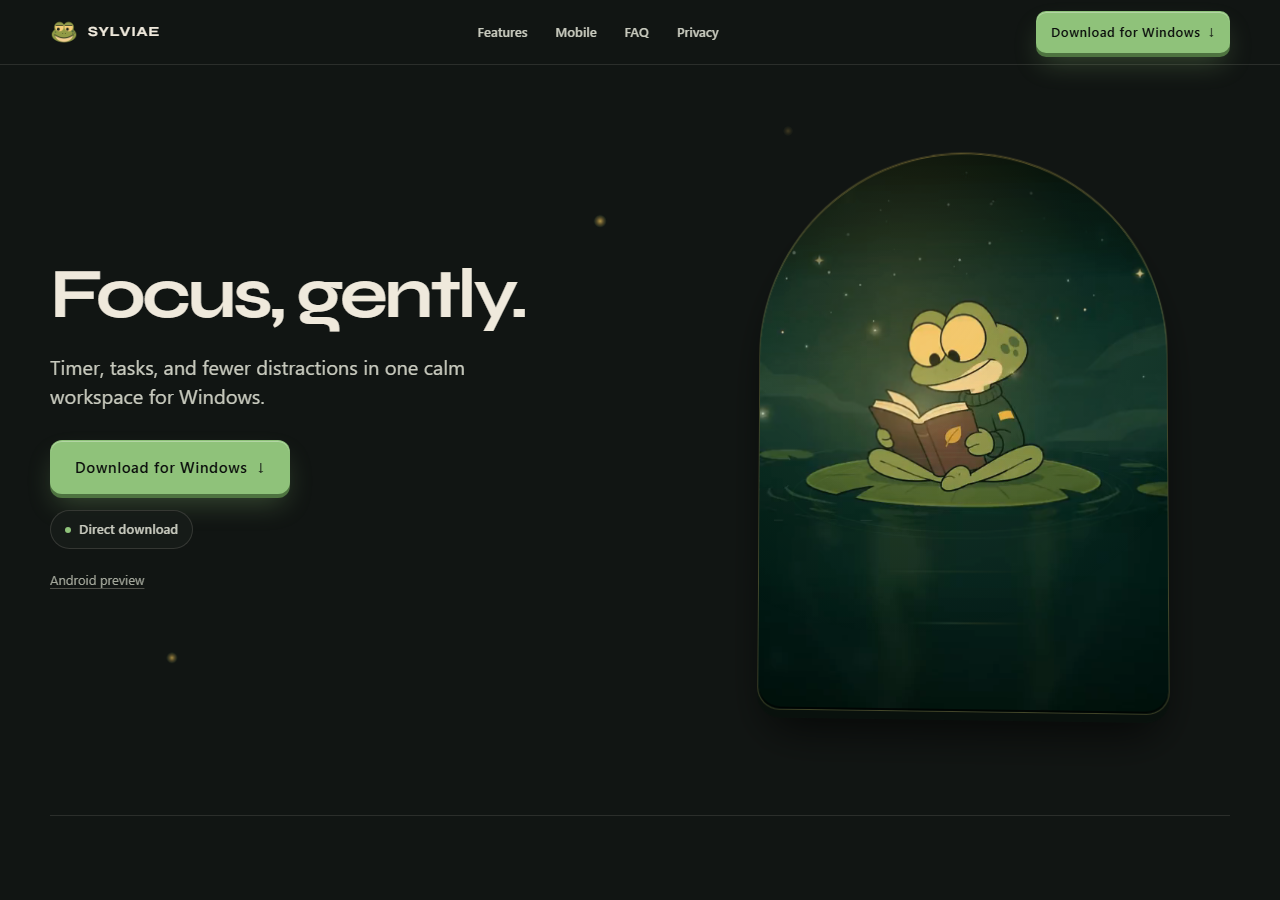 SYLVIAE
Features
Mobile
FAQ
Privacy
Download for Windows ↓
Focus, gently.
Timer, tasks, and fewer distractions in one calm
workspace for Windows.
Download for Windows ↓
Direct download
Android preview